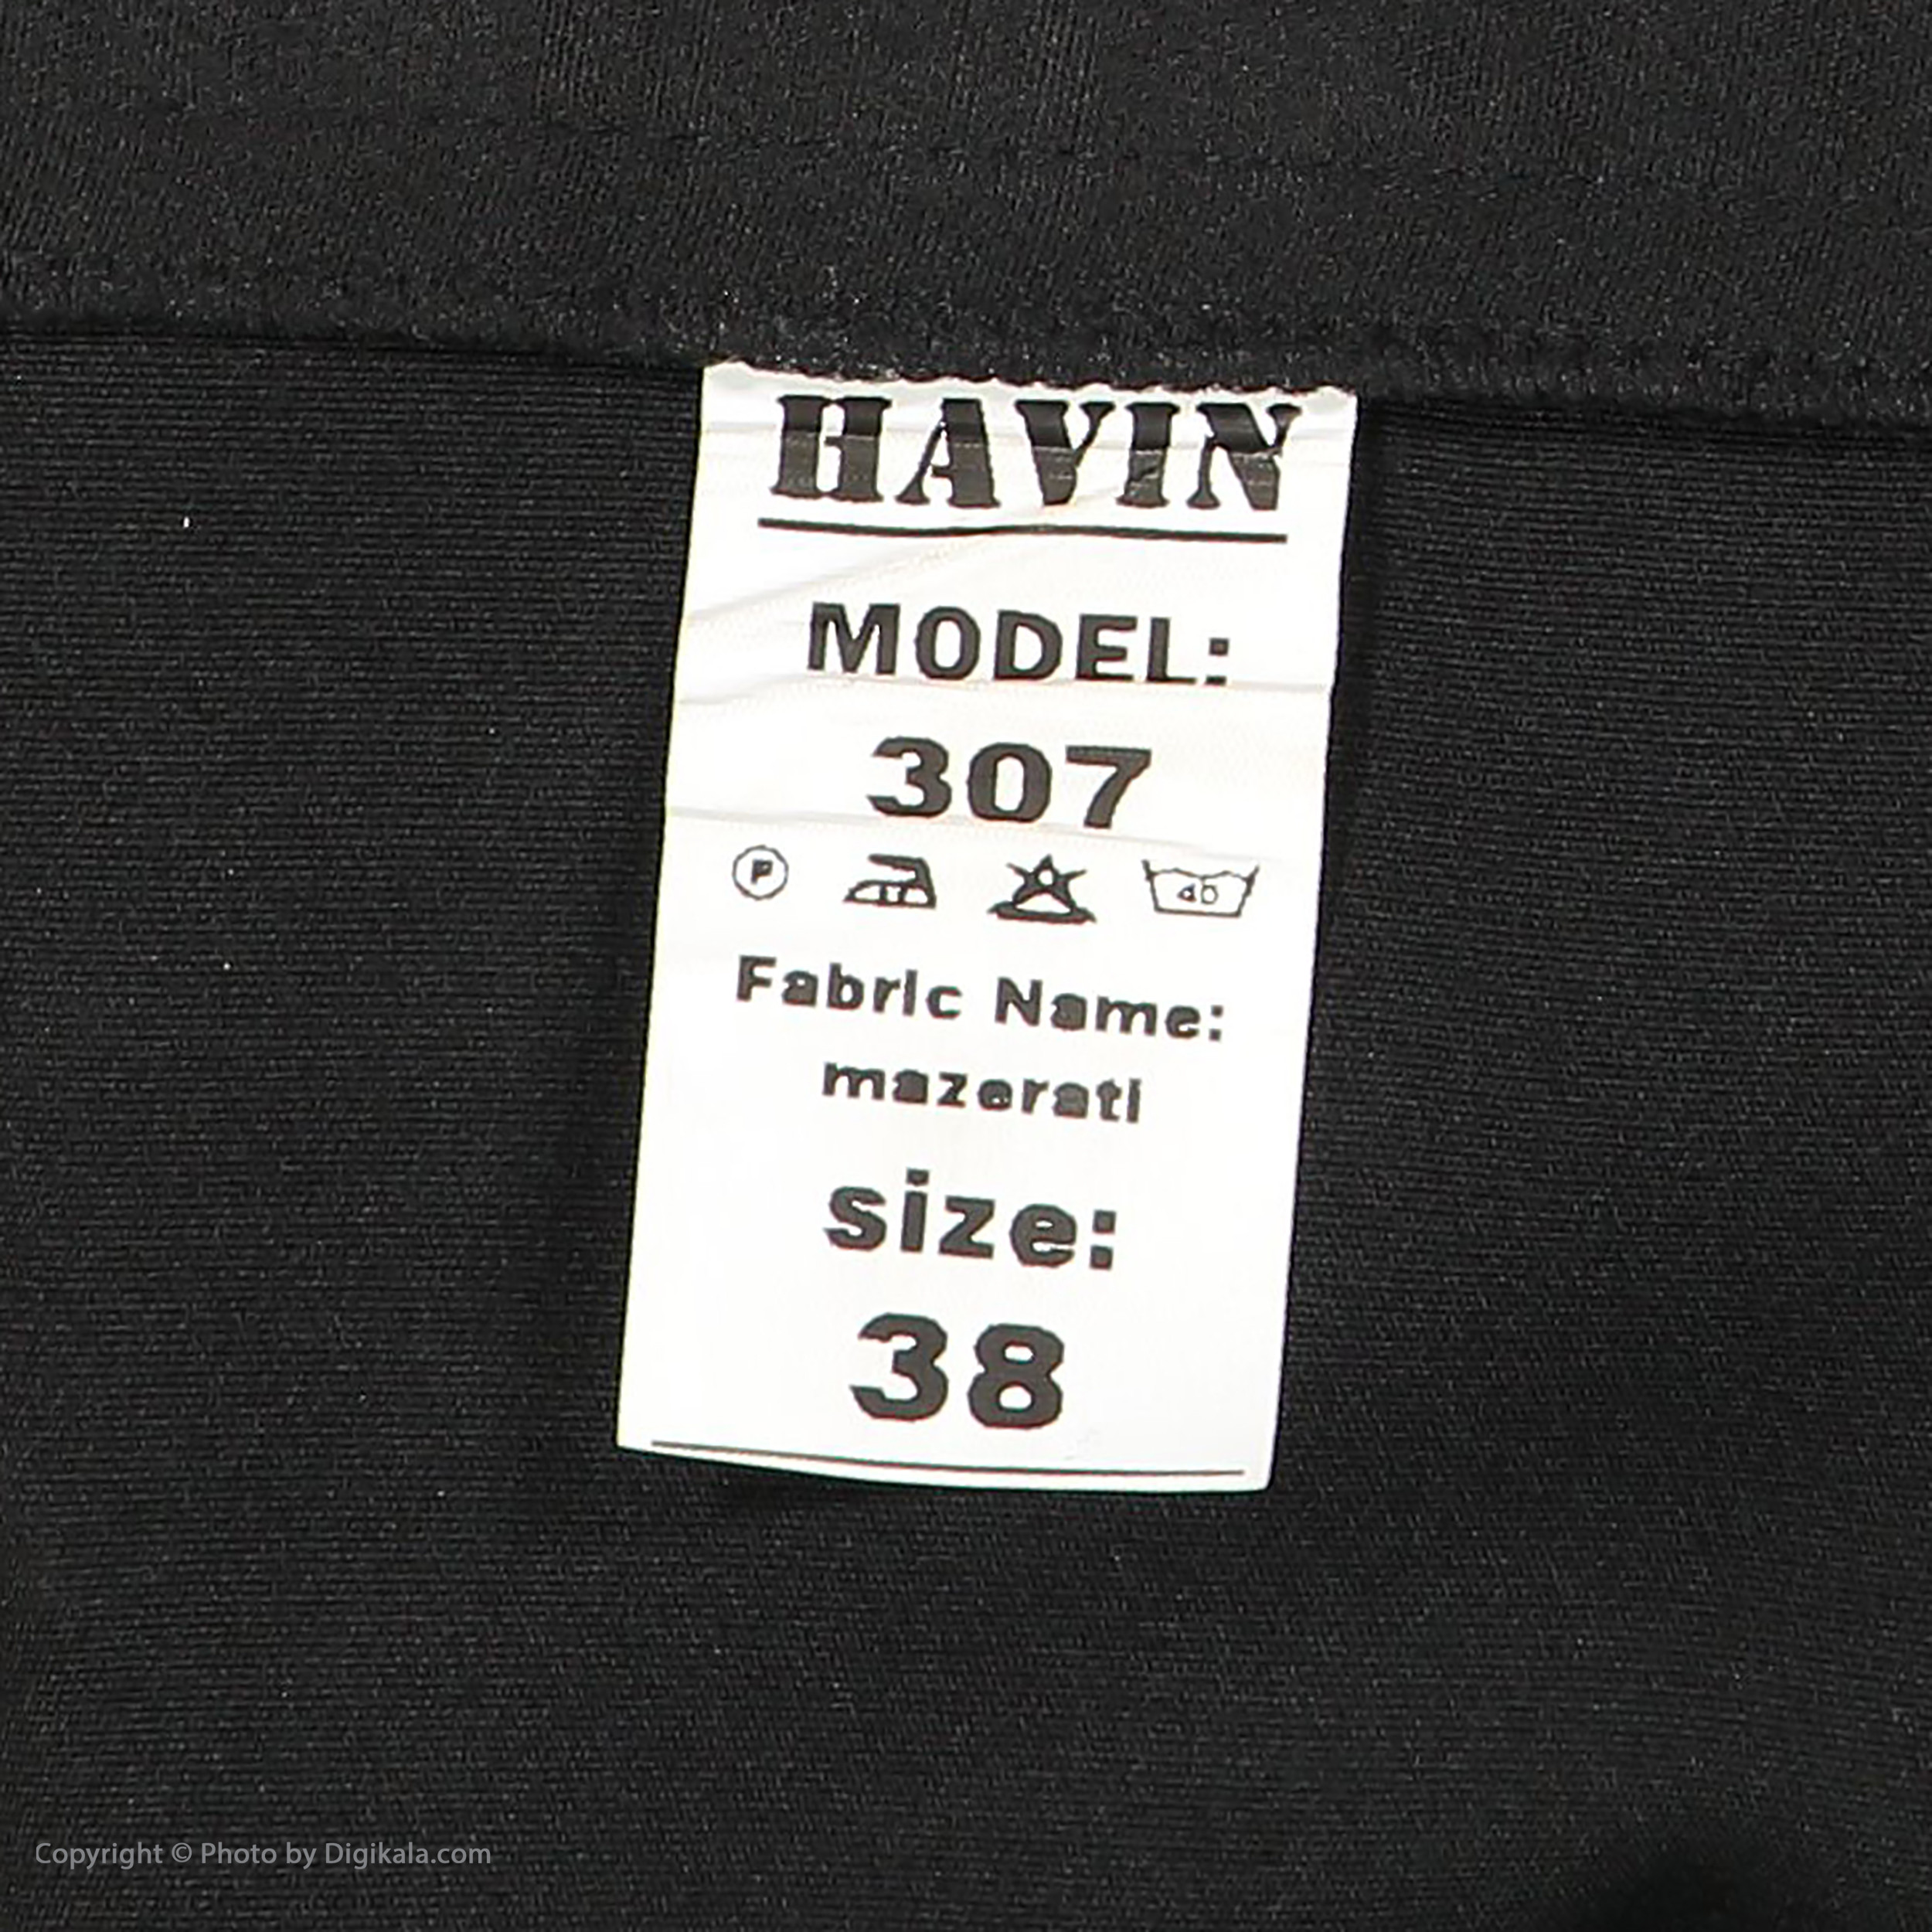 HAVIN
MODEL:
307
P 40
Fabric Name:
mazerati
size:
38
Copyright © Photo by Digikala.com